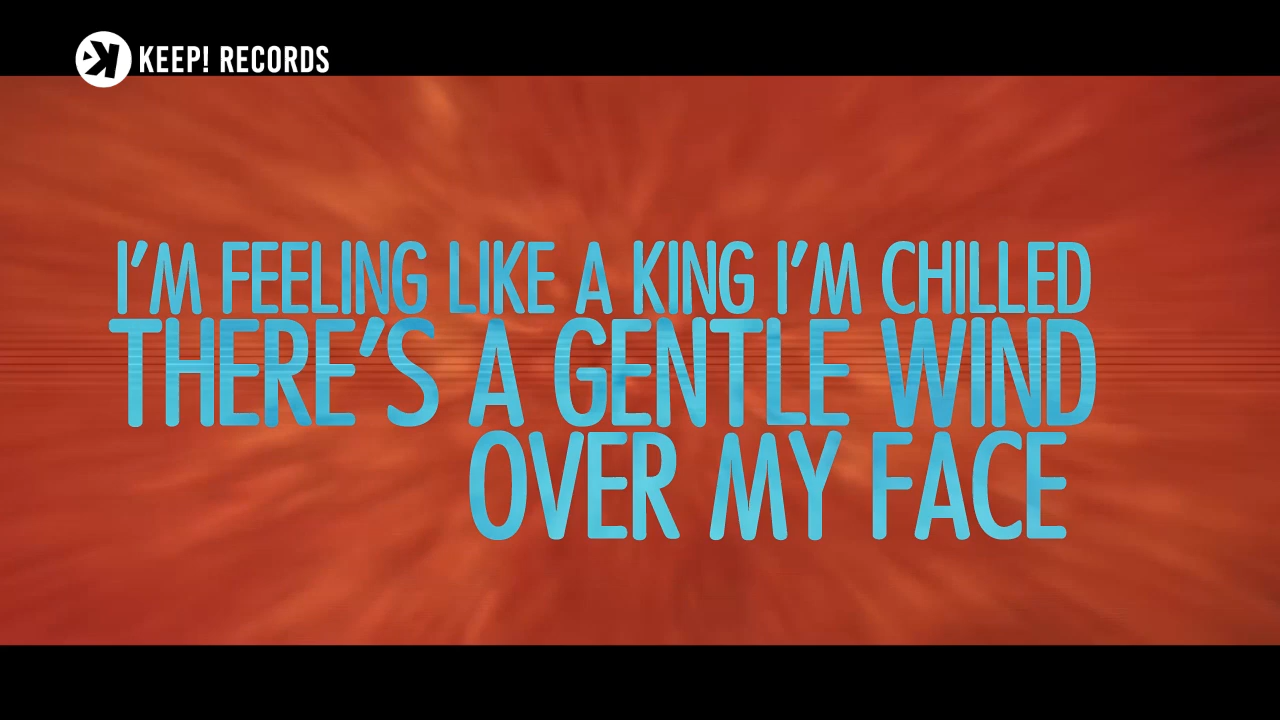 KEEP! RECORDS
I'M FEELING LIKE A KING I'M CHILLED
THERE'S A GENTLE WIND
OVER MY FACE